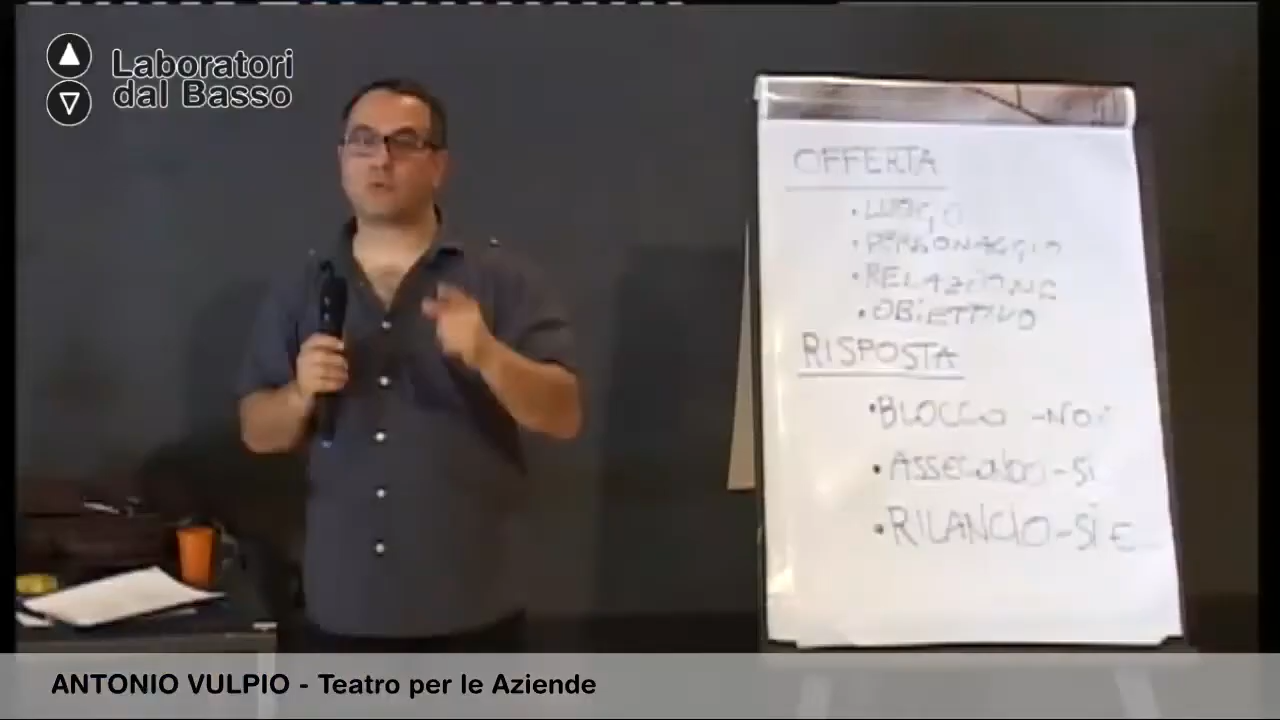 Laboratori
dal Basso
OFFERTA
• LUOGO
• PERSONAGGIO
• RELAZIONE
• OBIETTIVO
RISPOSTA
• BLOCCO - NO
• ASSECONDO - SI
• RILANCIO - SÌ E
ANTONIO VULPIO - Teatro per le Aziende